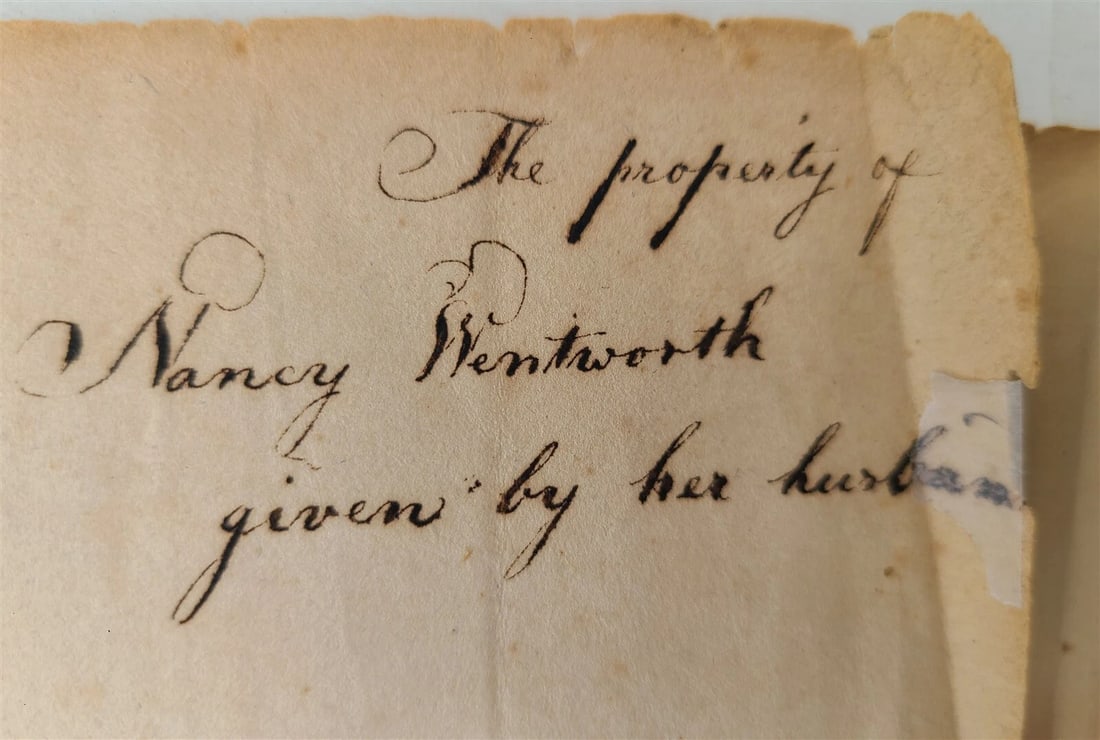 The property of
Nancy Wentworth
given by her husban